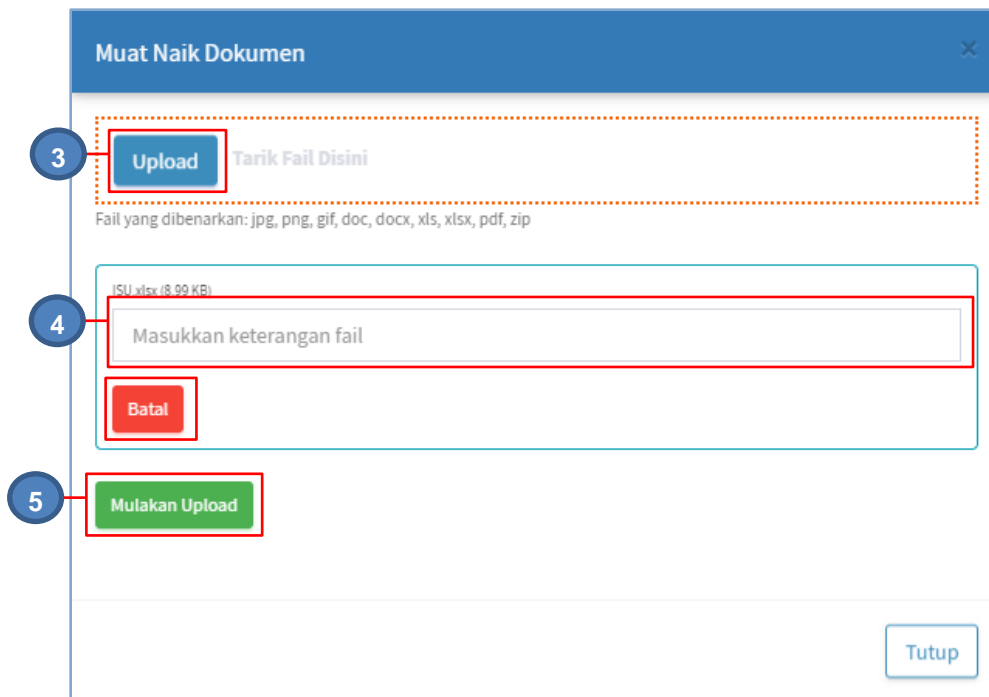 Muat Naik Dokumen
×
3
Upload
Tarik Fail Disini
Fail yang dibenarkan: jpg, png, gif, doc, docx, xls, xlsx, pdf, zip
ISU.xlsx (8.99 KB)
4
Masukkan keterangan fail
Batal
5
Mulakan Upload
Tutup